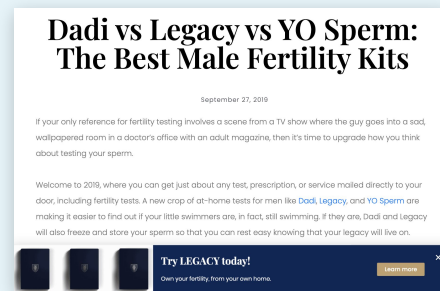 Dadi vs Legacy vs YO Sperm:
The Best Male Fertility Kits
September 27, 2019
If your only reference for fertility testing involves a scene from a TV show where the guy goes into a sad,
wallpapered room in a doctor's office with an adult magazine, then it's time to upgrade how you think
about testing your sperm.
Welcome to 2019, where you can get just about any test, prescription, or service mailed directly to your
door, including fertility tests. A new crop of at-home tests for men like Dadi, Legacy, and YO Sperm are
making it easier to find out if your little swimmers are, in fact, still swimming. If they are, Dadi and Legacy
will also freeze and store your sperm so that you can rest easy knowing that your legacy will live on.
Try LEGACY today!
Learn more
Own your fertility, from your own home.